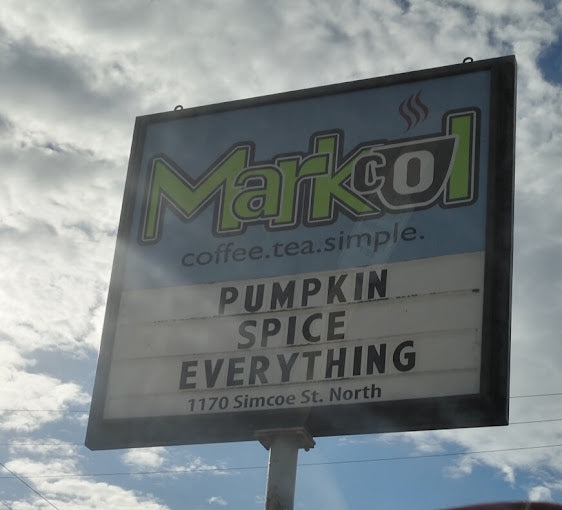 Markcol
coffee.tea.simple.
PUMPKIN
SPICE
EVERYTHING
1170 Simcoe St. North